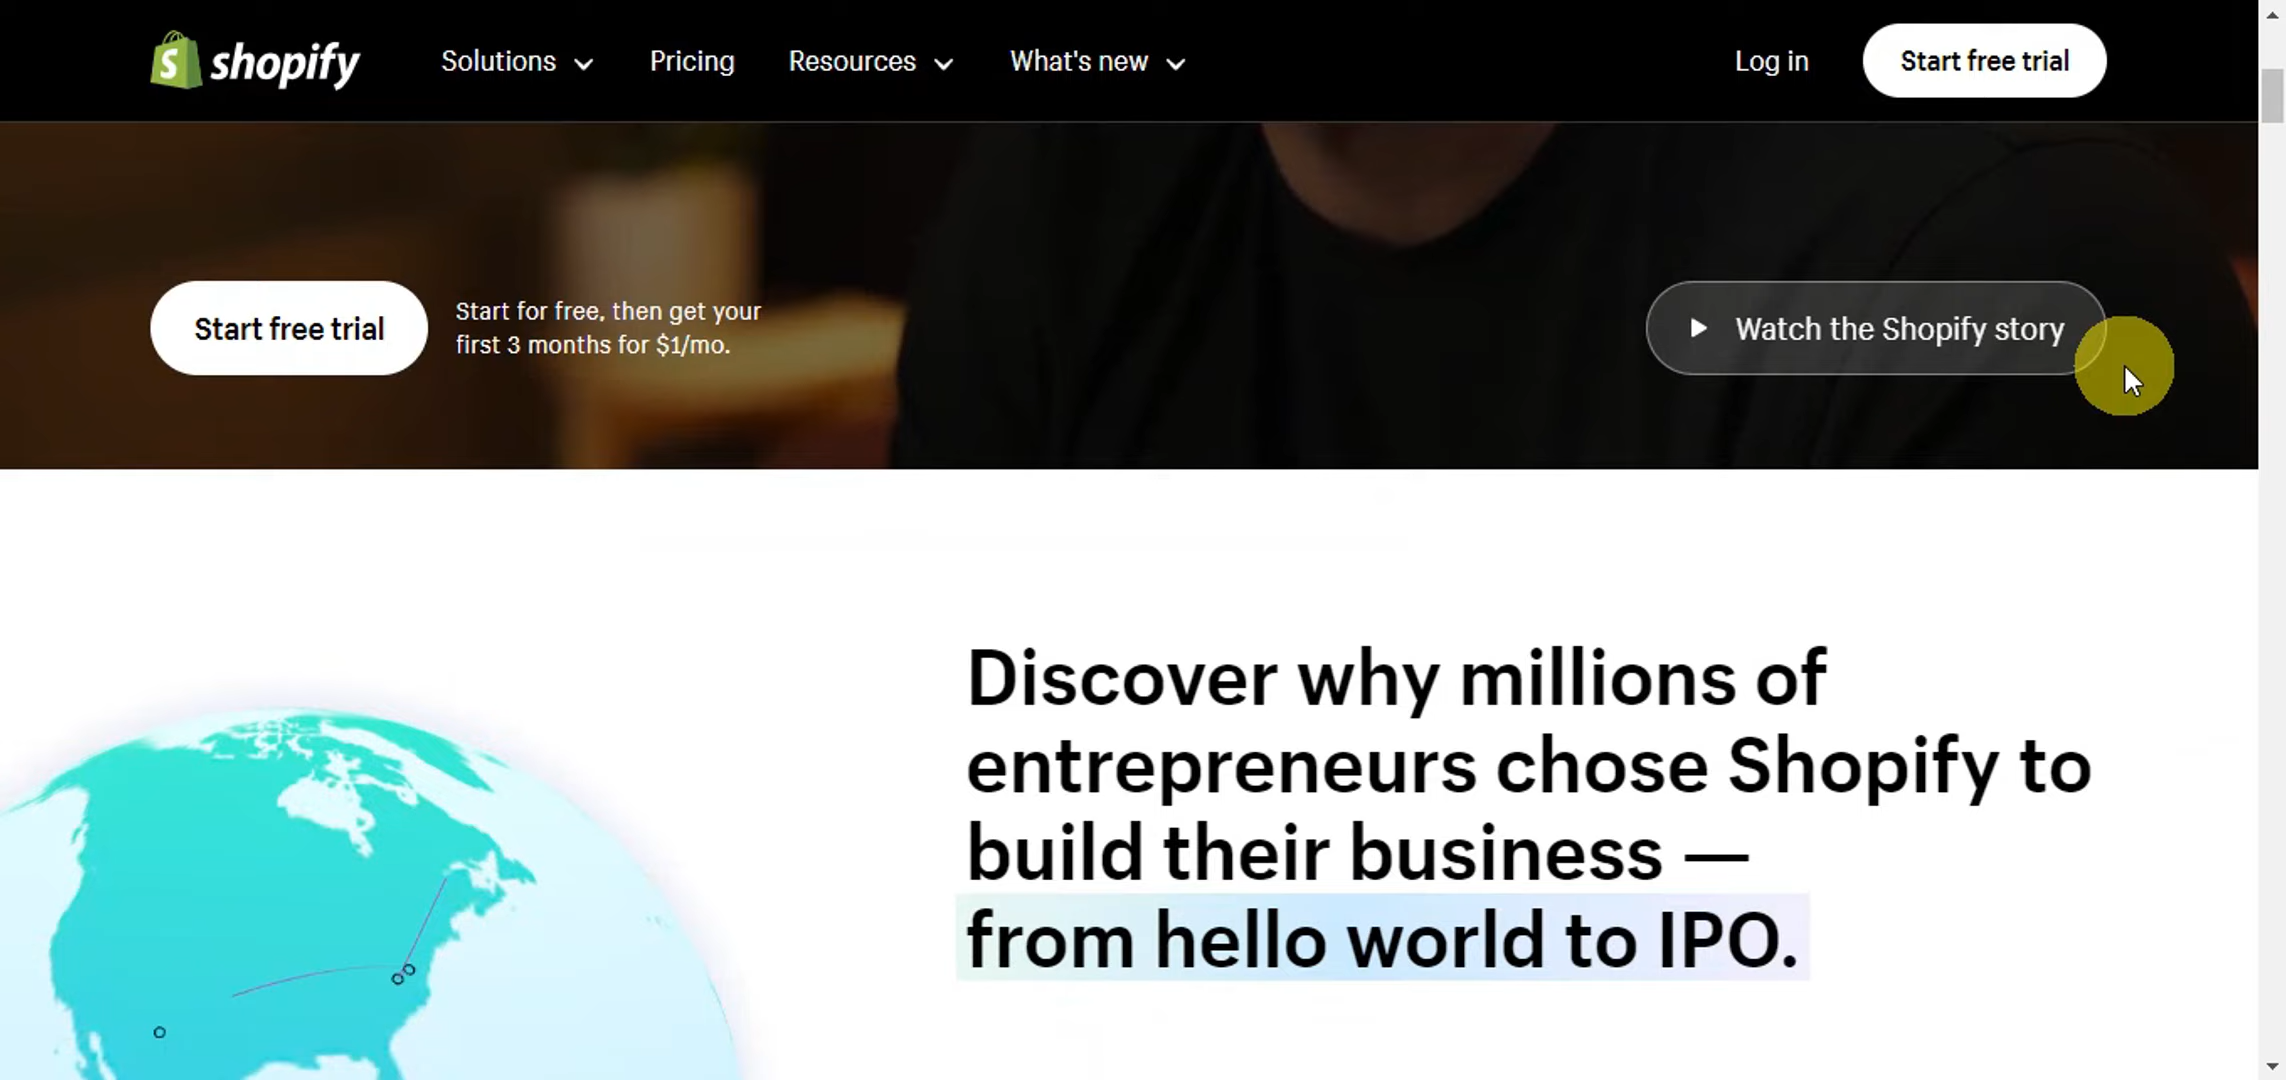 shopify Solutions Pricing Resources What's new Log in Start free trial
Start free trial
Start for free, then get your
first 3 months for $1/mo.
Watch the Shopify story
Discover why millions of
entrepreneurs chose Shopify to
build their business —
from hello world to IPO.